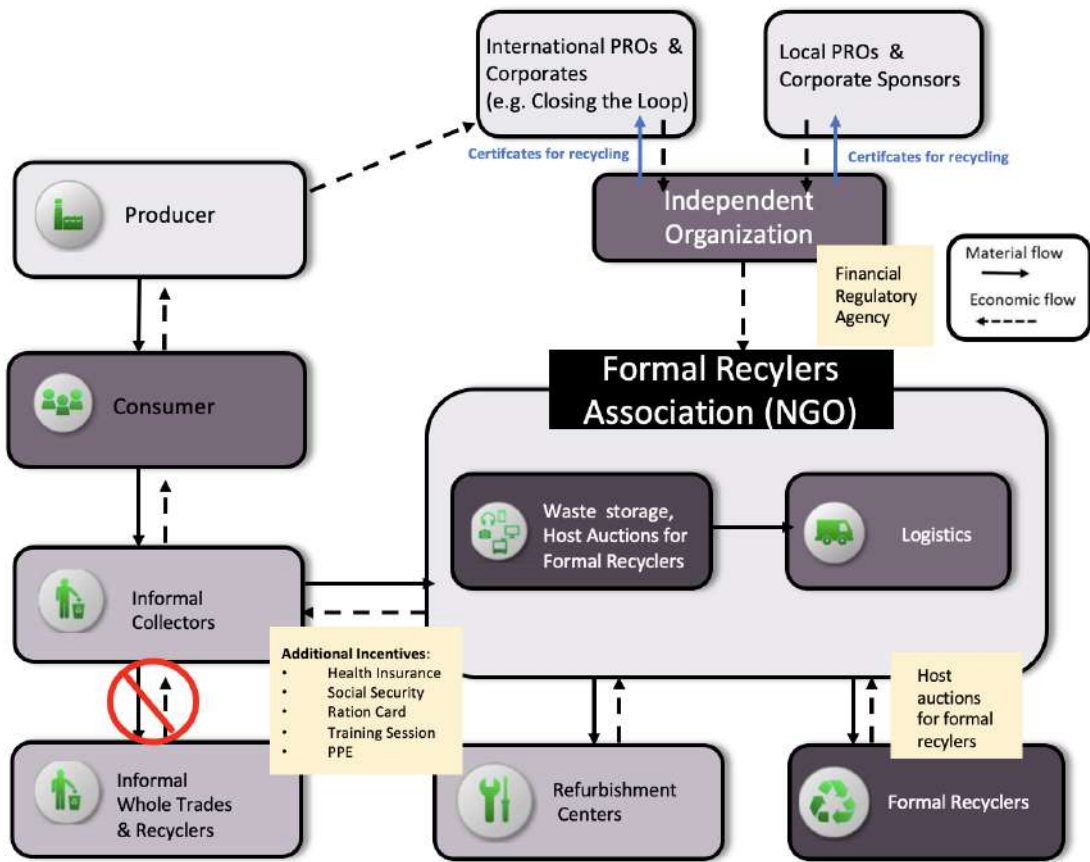 International PROs &
Corporates
(e.g. Closing the Loop)
Local PROs &
Corporate Sponsors
Certifcates for recycling
Certifcates for recycling
Producer
Independent
Organization
Financial
Regulatory
Agency
Material flow
Economic flow
Consumer
Formal Recylers
Association (NGO)
Waste storage,
Host Auctions for
Formal Recyclers
Logistics
Informal
Collectors
Additional Incentives:
• Health Insurance
• Social Security
• Ration Card
• Training Session
• PPE
Host
auctions
for formal
recylers
Informal
Whole Trades
& Recyclers
Refurbishment
Centers
Formal Recyclers